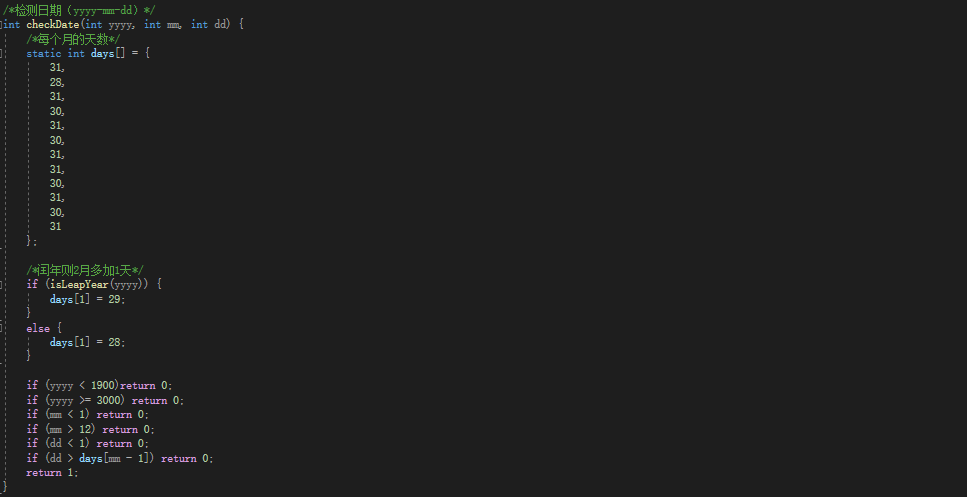 /*检测日期（yyyy-mm-dd）*/
int checkDate(int yyyy, int mm, int dd) {
/*每个月的天数*/
static int days[] = {
31,
28,
31,
30,
31,
30,
31,
31,
30,
31,
30,
31
};
/*闰年则2月多加1天*/
if (isLeapYear(yyyy)) {
days[1] = 29;
}
else {
days[1] = 28;
}
if (yyyy < 1900)return 0;
if (yyyy >= 3000) return 0;
if (mm < 1) return 0;
if (mm > 12) return 0;
if (dd < 1) return 0;
if (dd > days[mm - 1]) return 0;
return 1;
}